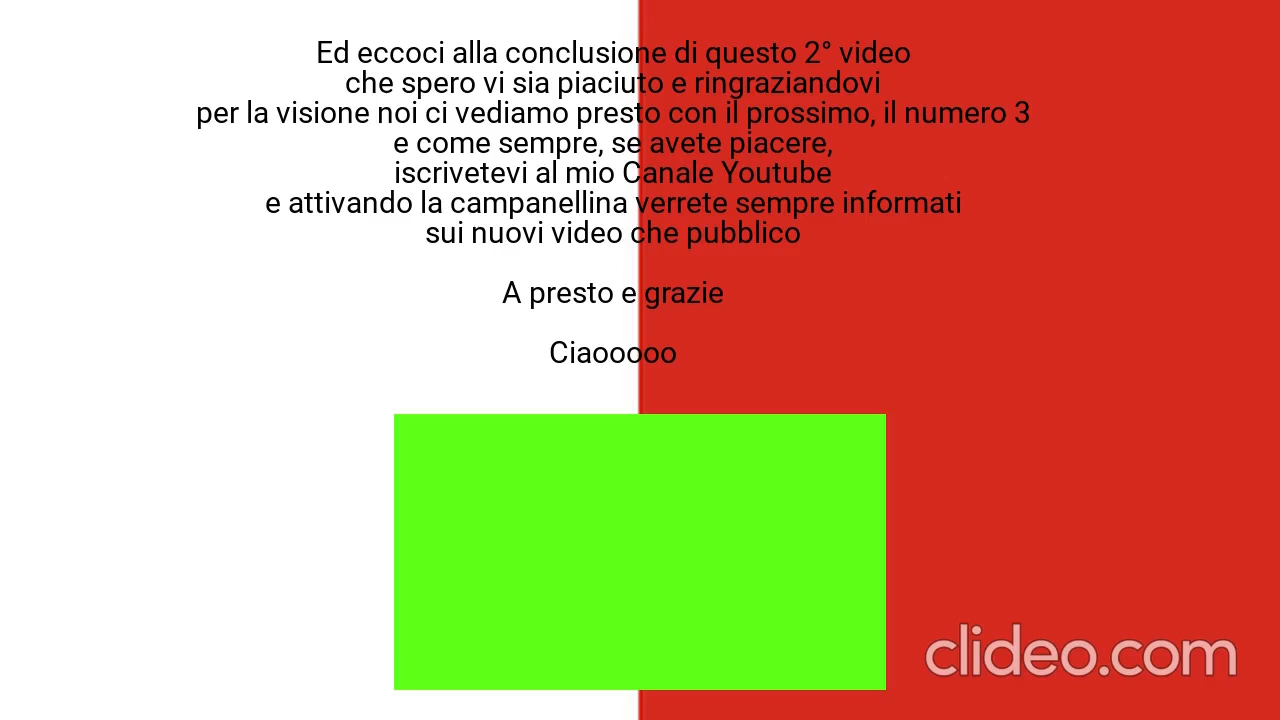 Ed eccoci alla conclusione di questo 2° video
che spero vi sia piaciuto e ringraziandovi
per la visione noi ci vediamo presto con il prossimo, il numero 3
e come sempre, se avete piacere,
iscrivetevi al mio Canale Youtube
e attivando la campanellina verrete sempre informati
sui nuovi video che pubblico
A presto e grazie
Ciaooooo
clideo.com